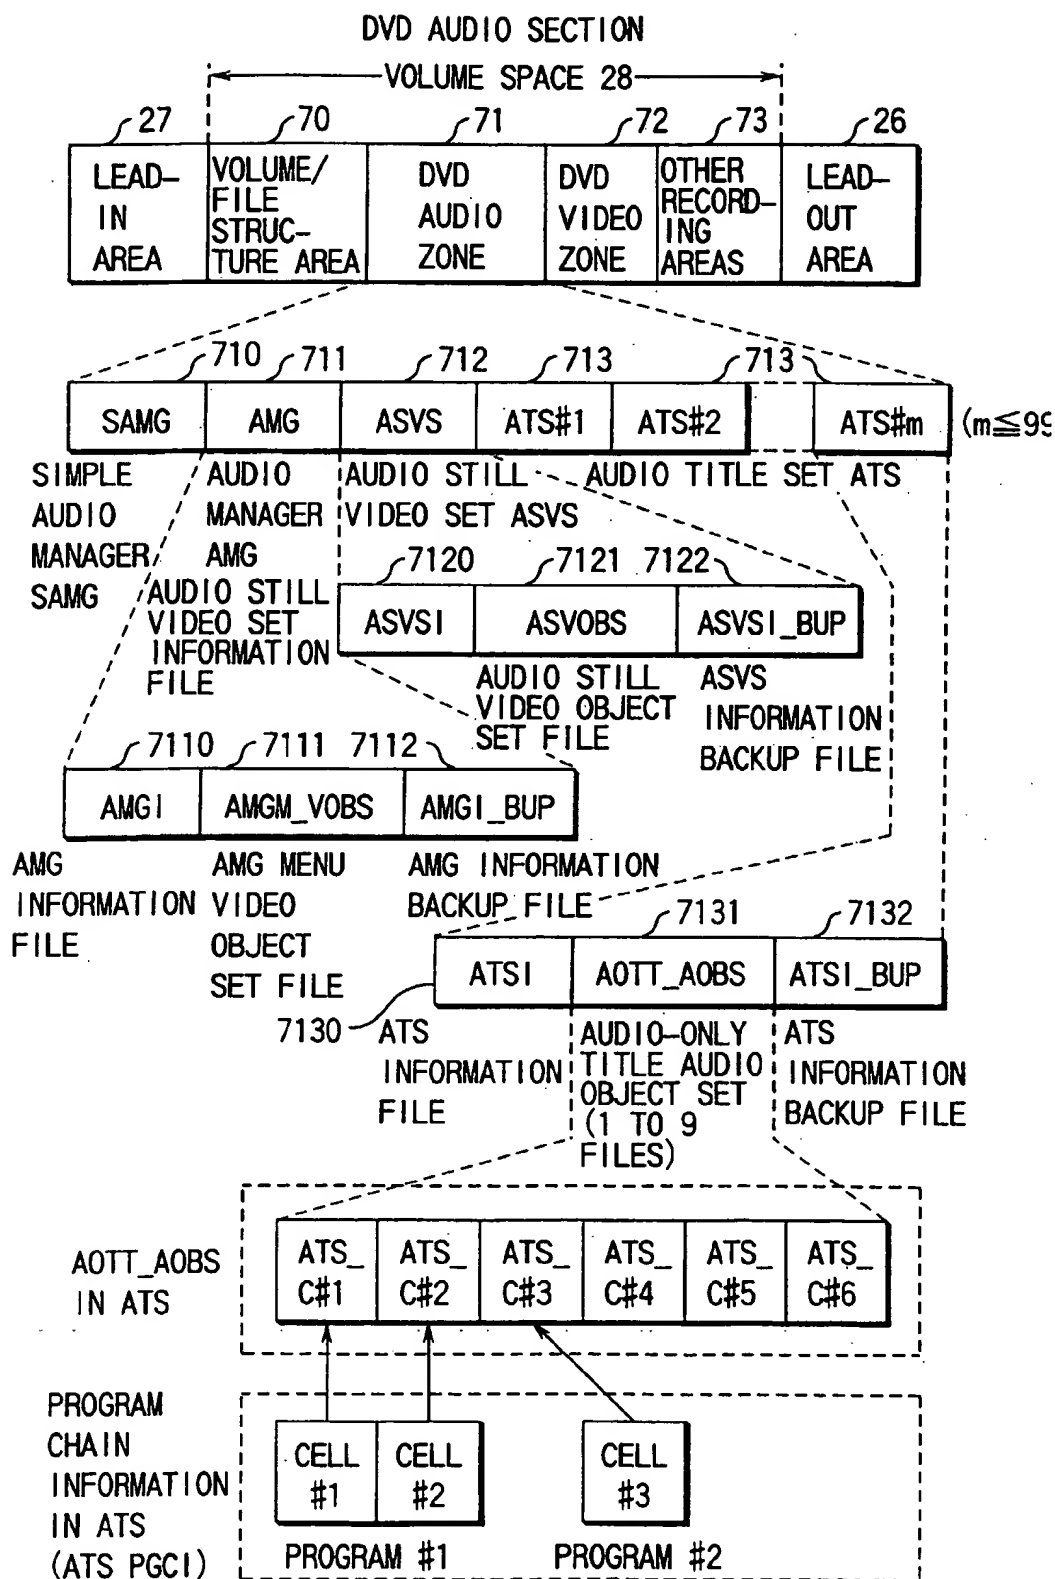 DVD AUDIO SECTION
VOLUME SPACE 28
27 70 71 72 73 26
LEAD-
IN
AREA
VOLUME/
FILE
STRUC-
TURE AREA
DVD
AUDIO
ZONE
DVD
VIDEO
ZONE
OTHER
RECORD-
ING
AREAS
LEAD-
OUT
AREA
710 711 712 713 713
SAMG AMG ASVS ATS#1 ATS#2 ATS#m (m≦99
SIMPLE
AUDIO
MANAGER
SAMG
AUDIO
MANAGER
AMG
AUDIO STILL
VIDEO SET ASVS
AUDIO TITLE SET ATS
7120 7121 7122
ASVSI ASVOBS ASVSI_BUP
AUDIO STILL
VIDEO SET
INFORMATION
FILE
AUDIO STILL
VIDEO OBJECT
SET FILE
ASVS
INFORMATION
BACKUP FILE
7110 7111 7112
AMGI AMGM_VOBS AMGI_BUP
AMG
INFORMATION
FILE
AMG MENU
VIDEO
OBJECT
SET FILE
AMG INFORMATION
BACKUP FILE
7131 7132
ATSI AOTT_AOBS ATSI_BUP
7130
ATS
INFORMATION
FILE
AUDIO-ONLY
TITLE AUDIO
OBJECT SET
(1 TO 9
FILES)
ATS
INFORMATION
BACKUP FILE
AOTT_AOBS
IN ATS
ATS_
C#1
ATS_
C#2
ATS_
C#3
ATS_
C#4
ATS_
C#5
ATS_
C#6
PROGRAM
CHAIN
INFORMATION
IN ATS
(ATS PGCI)
CELL
#1
CELL
#2
CELL
#3
PROGRAM #1
PROGRAM #2